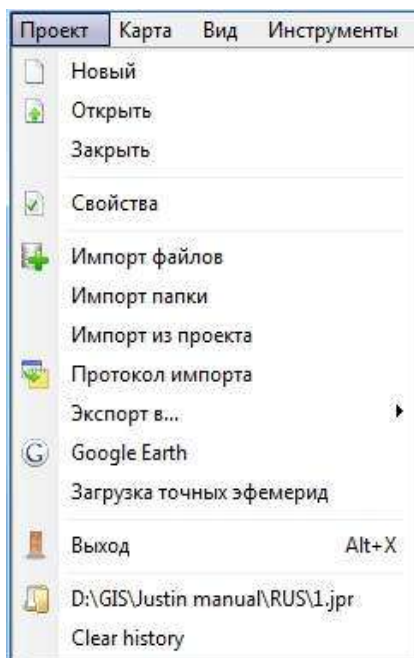 Проект Карта Вид Инструменты
Новый
Открыть
Закрыть
Свойства
Импорт файлов
Импорт папки
Импорт из проекта
Протокол импорта
Экспорт в...
Google Earth
Загрузка точных эфемерид
Выход Alt+X
D:\GIS\Justin manual\RUS\1.jpr
Clear history